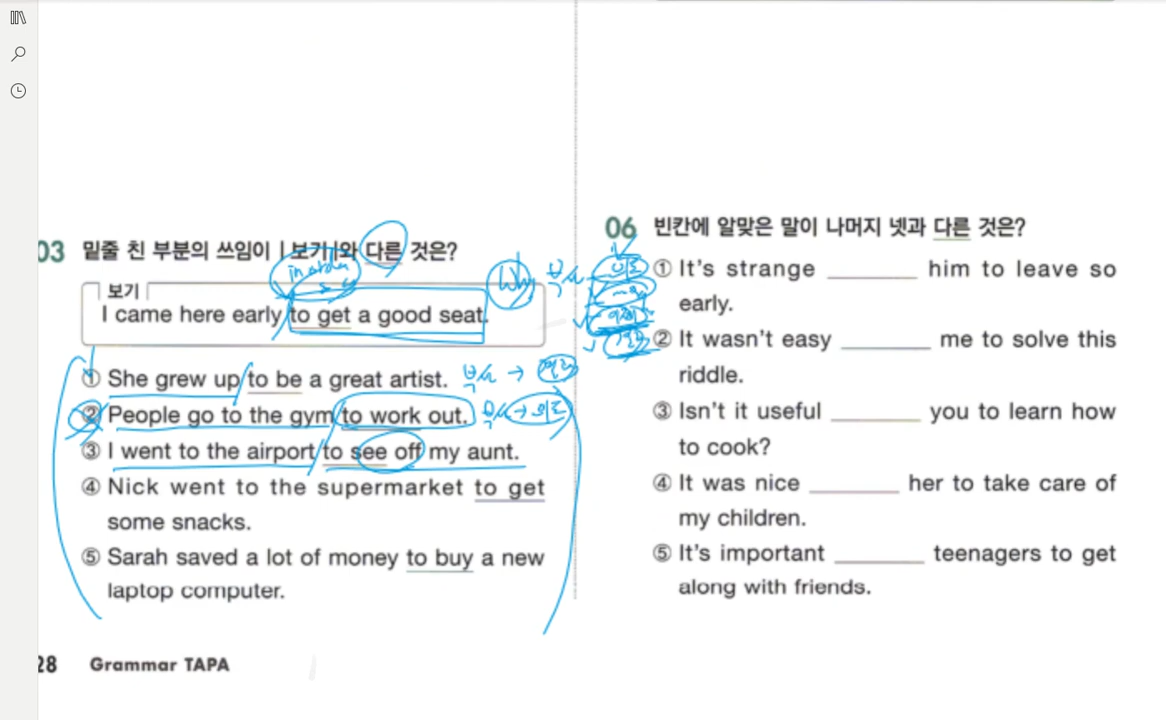 03 밑줄 친 부분의 쓰임이 |보기|와 다른 것은?
in order
Why
보기
I came here early to get a good seat.
① She grew up to be a great artist.
② People go to the gym to work out.
③ I went to the airport to see off my aunt.
④ Nick went to the supermarket to get
some snacks.
⑤ Sarah saved a lot of money to buy a new
laptop computer.
28 Grammar TAPA
06 빈칸에 알맞은 말이 나머지 넷과 다른 것은?
① It's strange ________ him to leave so
early.
② It wasn't easy ________ me to solve this
riddle.
③ Isn't it useful ________ you to learn how
to cook?
④ It was nice ________ her to take care of
my children.
⑤ It's important ________ teenagers to get
along with friends.